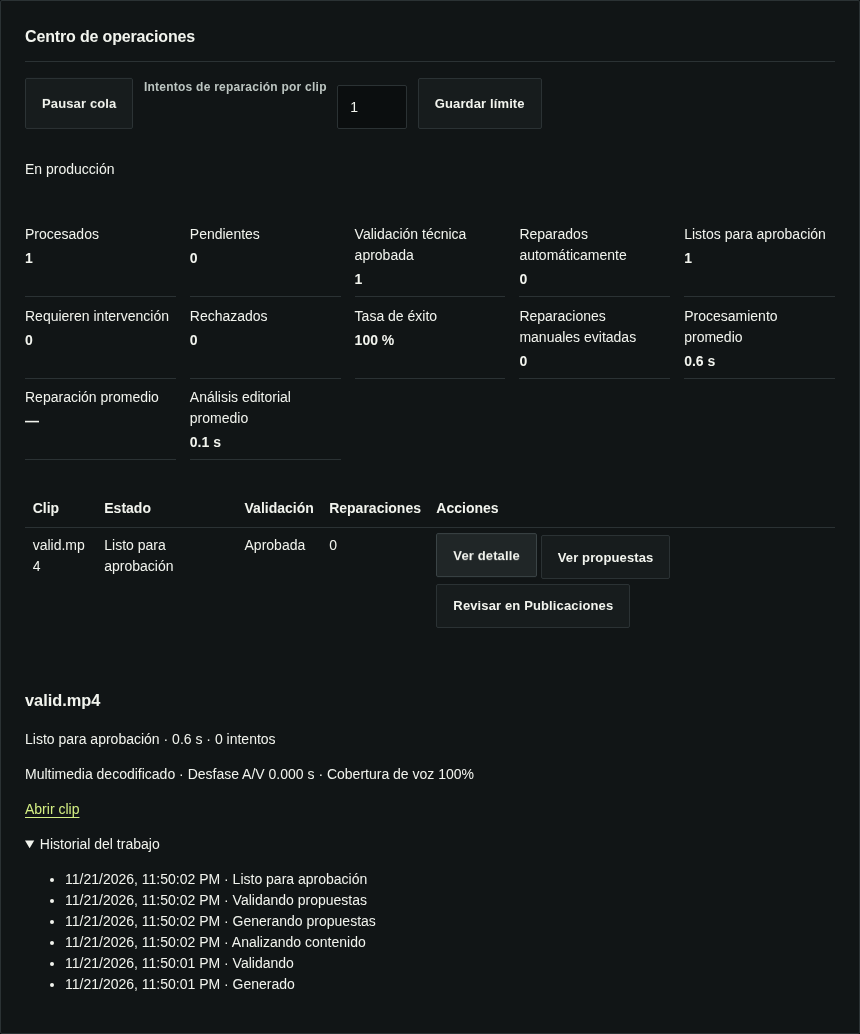 Centro de operaciones
Pausar cola
Intentos de reparación por clip
1
Guardar límite
En producción
Procesados
1
Pendientes
0
Validación técnica
aprobada
1
Reparados
automáticamente
0
Listos para aprobación
1
Requieren intervención
0
Rechazados
0
Tasa de éxito
100 %
Reparaciones
manuales evitadas
0
Procesamiento
promedio
0.6 s
Reparación promedio
—
Análisis editorial
promedio
0.1 s
Clip Estado Validación Reparaciones Acciones
valid.mp
4
Listo para
aprobación
Aprobada
0
Ver detalle
Ver propuestas
Revisar en Publicaciones
valid.mp4
Listo para aprobación · 0.6 s · 0 intentos
Multimedia decodificado · Desfase A/V 0.000 s · Cobertura de voz 100%
Abrir clip
▼ Historial del trabajo
• 11/21/2026, 11:50:02 PM · Listo para aprobación
• 11/21/2026, 11:50:02 PM · Validando propuestas
• 11/21/2026, 11:50:02 PM · Generando propuestas
• 11/21/2026, 11:50:02 PM · Analizando contenido
• 11/21/2026, 11:50:01 PM · Validando
• 11/21/2026, 11:50:01 PM · Generado